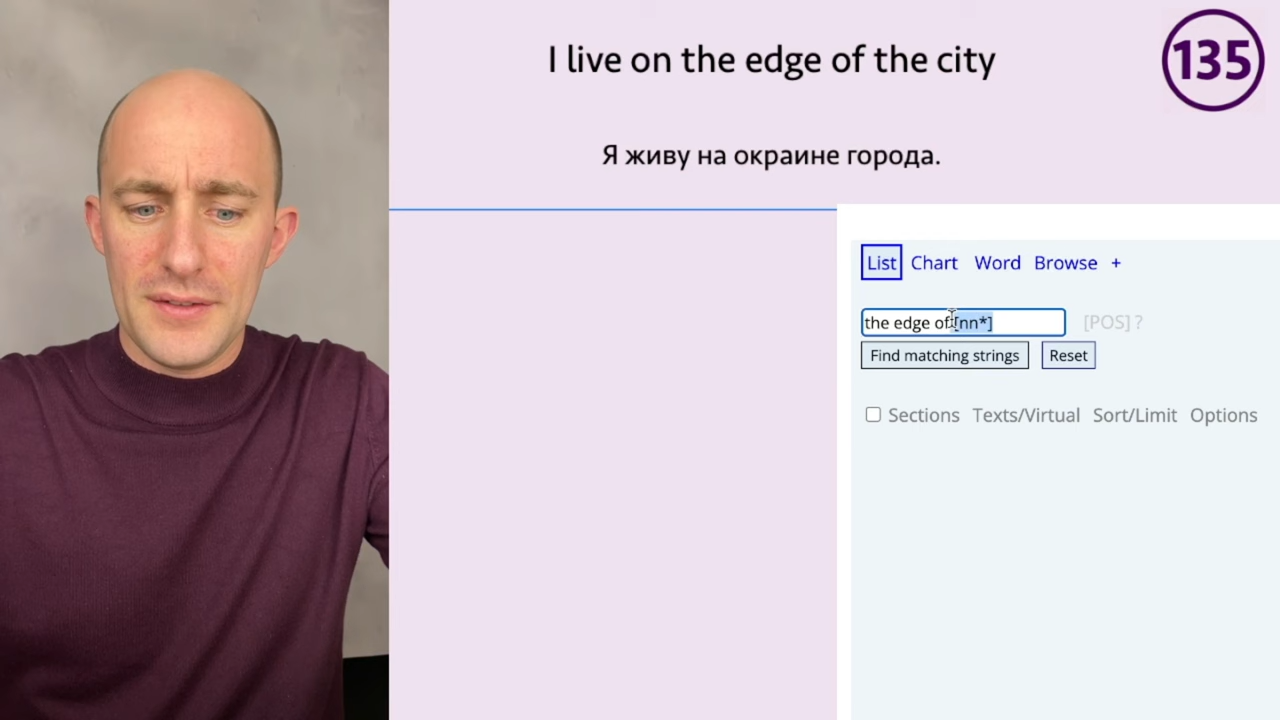 I live on the edge of the city
135
Я живу на окраине города.
List Chart Word Browse +
the edge of [nn*] [POS] ?
Find matching strings Reset
Sections Texts/Virtual Sort/Limit Options